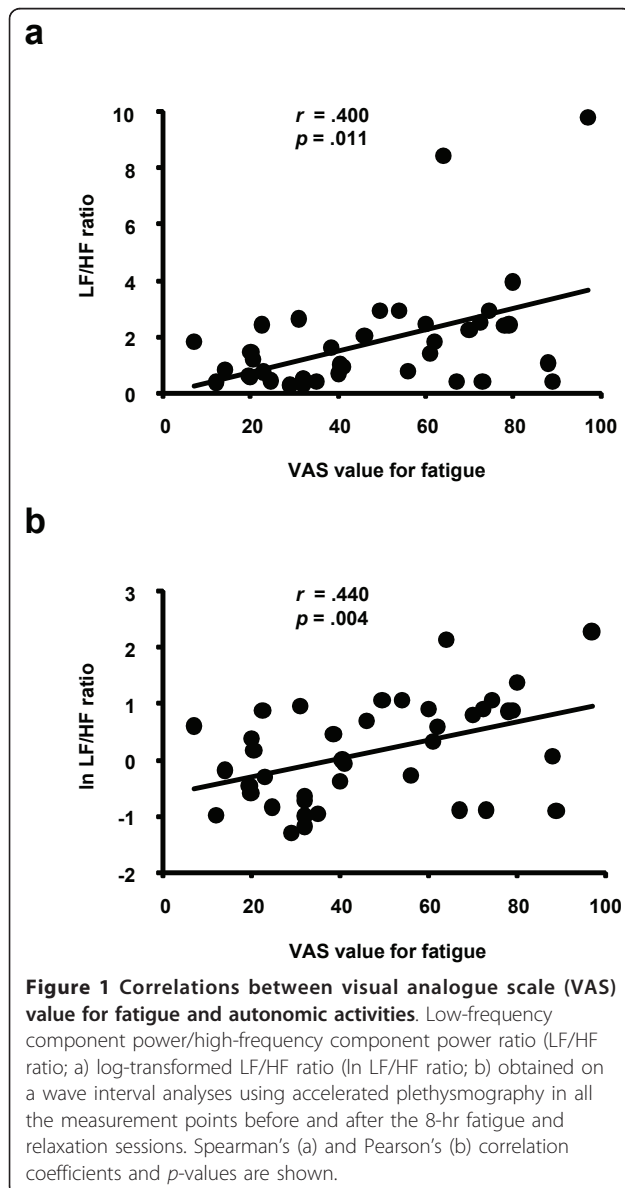 a
r = .400
p = .011
10
8
6
4
2
0
LF/HF ratio
0 20 40 60 80 100
VAS value for fatigue
b
r = .440
p = .004
3
2
1
0
-1
-2
ln LF/HF ratio
0 20 40 60 80 100
VAS value for fatigue
Figure 1 Correlations between visual analogue scale (VAS)
value for fatigue and autonomic activities. Low-frequency
component power/high-frequency component power ratio (LF/HF
ratio; a) log-transformed LF/HF ratio (ln LF/HF ratio; b) obtained on
a wave interval analyses using accelerated plethysmography in all
the measurement points before and after the 8-hr fatigue and
relaxation sessions. Spearman's (a) and Pearson's (b) correlation
coefficients and p-values are shown.